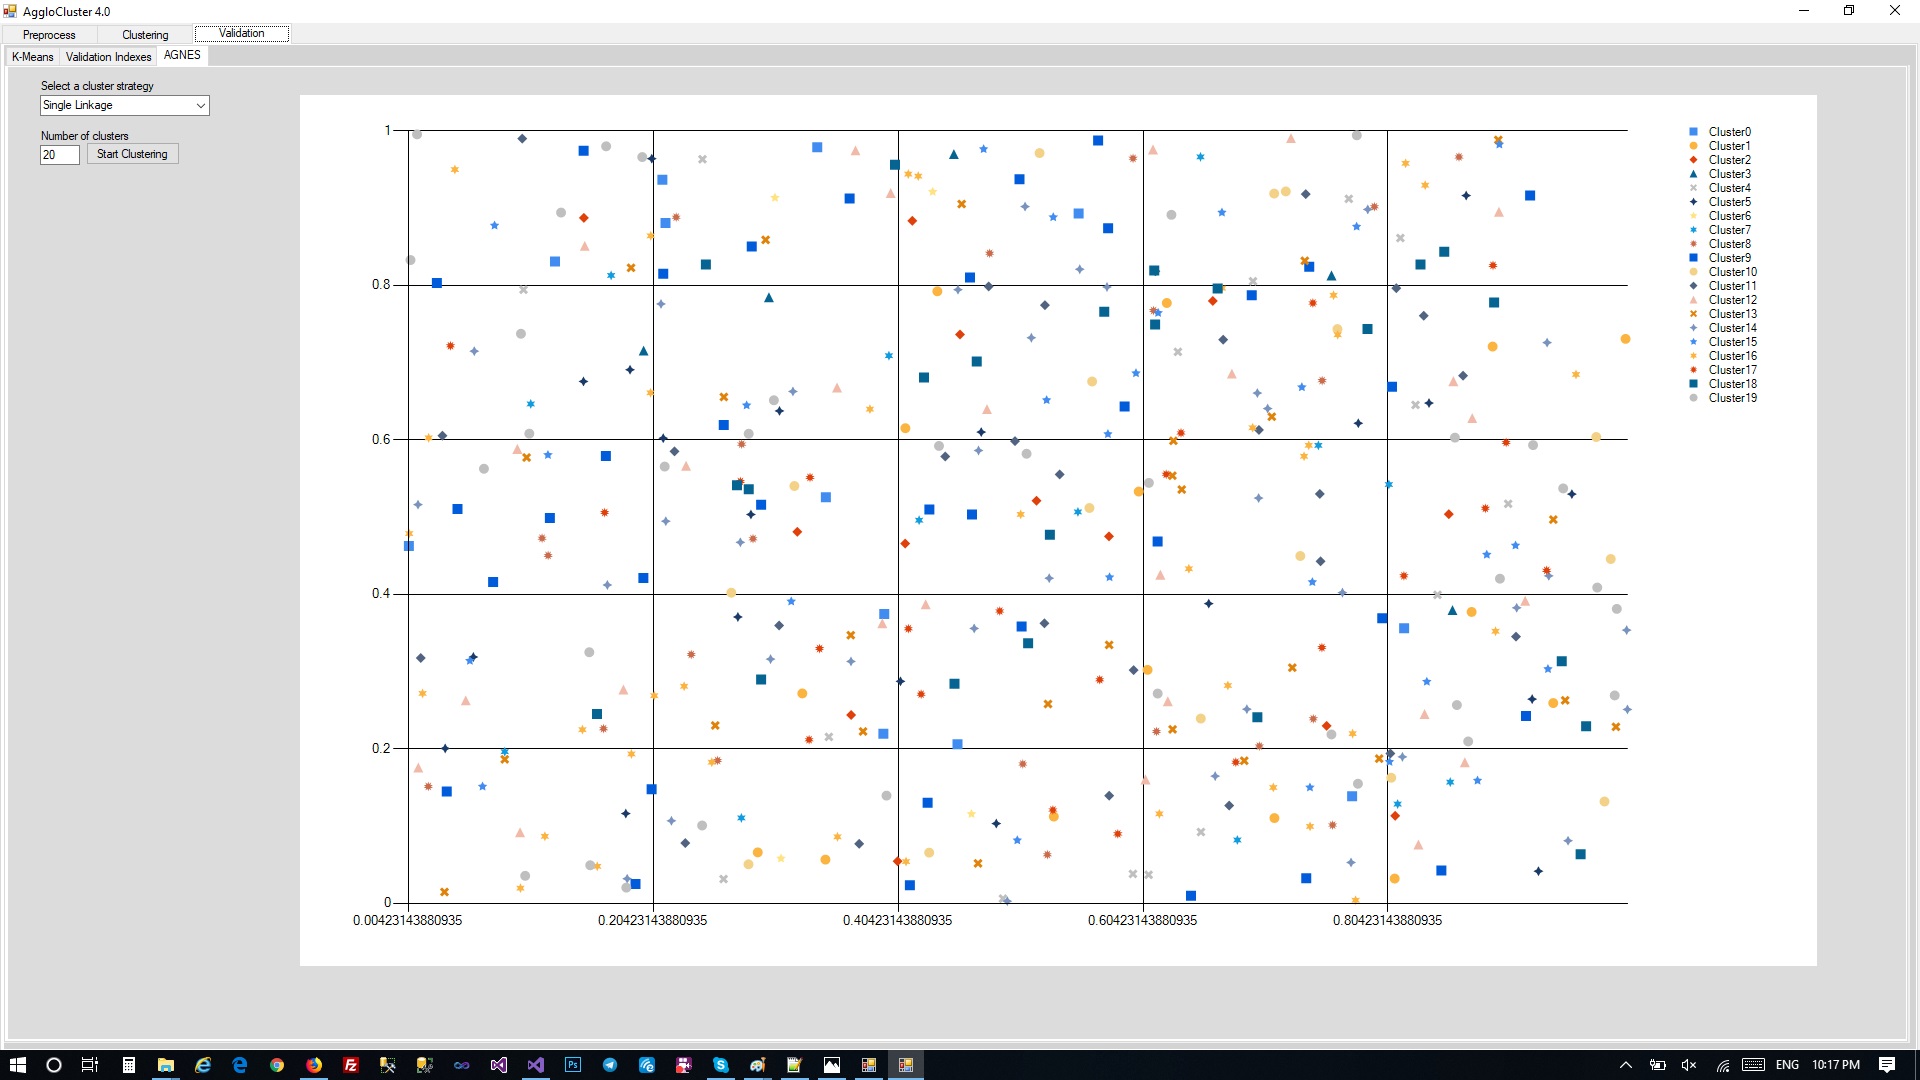 AggloCluster 4.0
Preprocess Clustering Validation
K-Means Validation Indexes AGNES
Select a cluster strategy
Single Linkage
Number of clusters
20 Start Clustering
1
0.8
0.6
0.4
0.2
0
0.00423143880935 0.20423143880935 0.40423143880935 0.60423143880935 0.80423143880935
Cluster0
Cluster1
Cluster2
Cluster3
Cluster4
Cluster5
Cluster6
Cluster7
Cluster8
Cluster9
Cluster10
Cluster11
Cluster12
Cluster13
Cluster14
Cluster15
Cluster16
Cluster17
Cluster18
Cluster19
ENG 10:17 PM